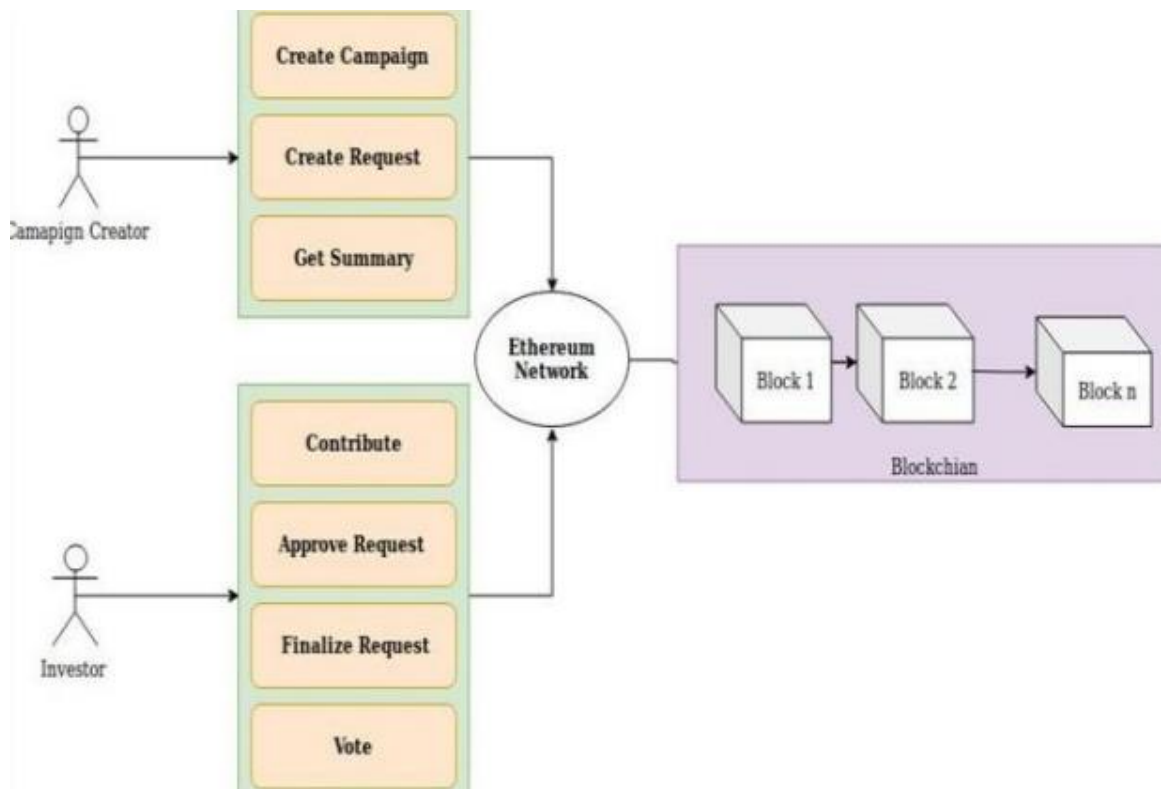 Create Campaign
Create Request
Camapign Creator
Get Summary
Ethereum
Network
Block 1
Block 2
Block n
Blockchian
Contribute
Approve Request
Finalize Request
Investor
Vote